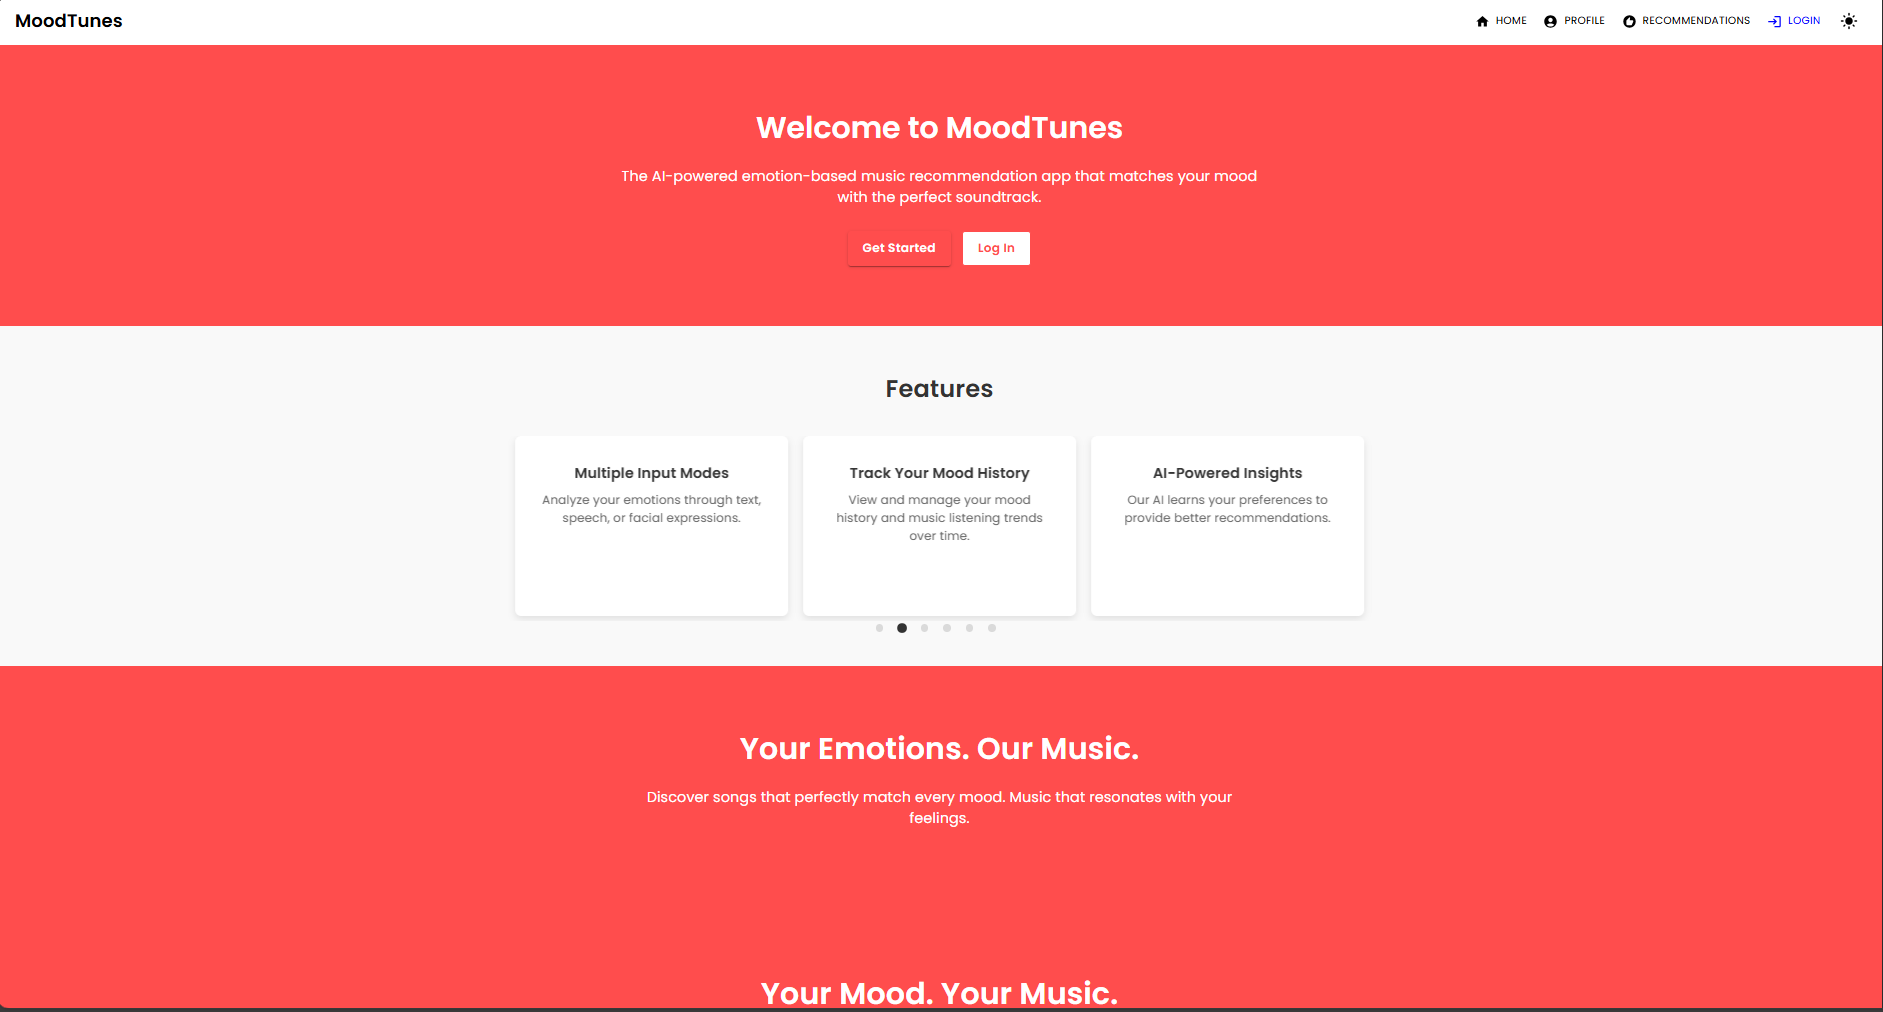 MoodTunes
HOME
PROFILE
RECOMMENDATIONS
LOGIN
Welcome to MoodTunes
The AI-powered emotion-based music recommendation app that matches your mood
with the perfect soundtrack.
Get Started
Log In
Features
Multiple Input Modes
Analyze your emotions through text,
speech, or facial expressions.
Track Your Mood History
View and manage your mood
history and music listening trends
over time.
AI-Powered Insights
Our AI learns your preferences to
provide better recommendations.
Your Emotions. Our Music.
Discover songs that perfectly match every mood. Music that resonates with your
feelings.
Your Mood. Your Music.